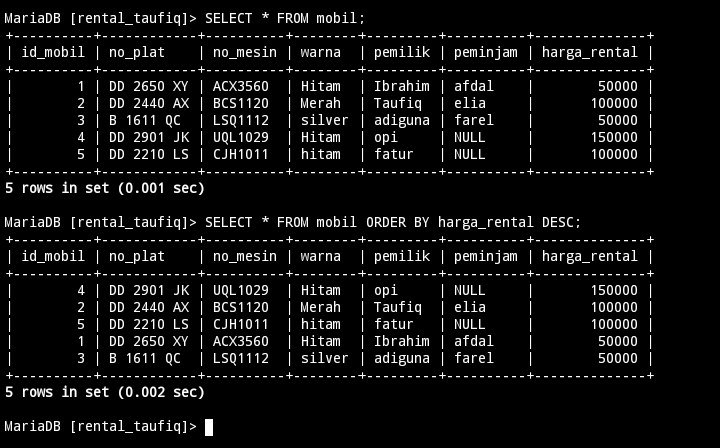 MariaDB [rental_taufiq]> SELECT * FROM mobil;
+----------+------------+----------+--------+---------+----------+--------------+
| id_mobil | no_plat    | no_mesin | warna  | pemilik | peminjam | harga_rental |
+----------+------------+----------+--------+---------+----------+--------------+
|        1 | DD 2650 XY | ACX3560  | Hitam  | Ibrahim | afdal    |        50000 |
|        2 | DD 2440 AX | BCS1120  | Merah  | Taufiq  | elia     |       100000 |
|        3 | B 1611 QC  | LSQ1112  | silver | adiguna | farel    |        50000 |
|        4 | DD 2901 JK | UQL1029  | Hitam  | opi     | NULL     |       150000 |
|        5 | DD 2210 LS | CJH1011  | hitam  | fatur   | NULL     |       100000 |
+----------+------------+----------+--------+---------+----------+--------------+
5 rows in set (0.001 sec)
MariaDB [rental_taufiq]> SELECT * FROM mobil ORDER BY harga_rental DESC;
+----------+------------+----------+--------+---------+----------+--------------+
| id_mobil | no_plat    | no_mesin | warna  | pemilik | peminjam | harga_rental |
+----------+------------+----------+--------+---------+----------+--------------+
|        4 | DD 2901 JK | UQL1029  | Hitam  | opi     | NULL     |       150000 |
|        2 | DD 2440 AX | BCS1120  | Merah  | Taufiq  | elia     |       100000 |
|        5 | DD 2210 LS | CJH1011  | hitam  | fatur   | NULL     |       100000 |
|        1 | DD 2650 XY | ACX3560  | Hitam  | Ibrahim | afdal    |        50000 |
|        3 | B 1611 QC  | LSQ1112  | silver | adiguna | farel    |        50000 |
+----------+------------+----------+--------+---------+----------+--------------+
5 rows in set (0.002 sec)
MariaDB [rental_taufiq]>